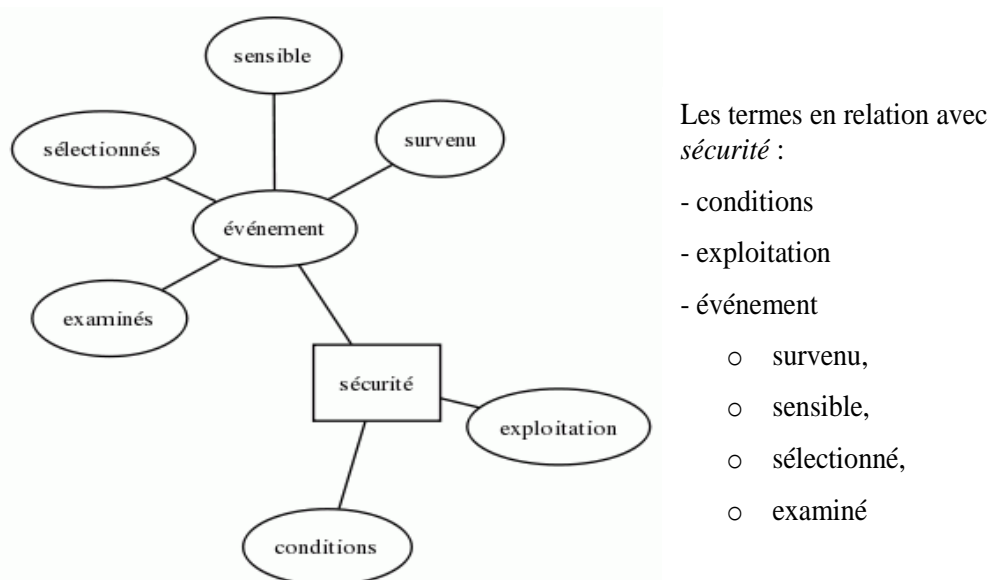 sensible
survenu
sélectionnés
événement
examinés
sécurité
exploitation
conditions
Les termes en relation avec
sécurité :
- conditions
- exploitation
- événement
o survenu,
o sensible,
o sélectionné,
o examiné